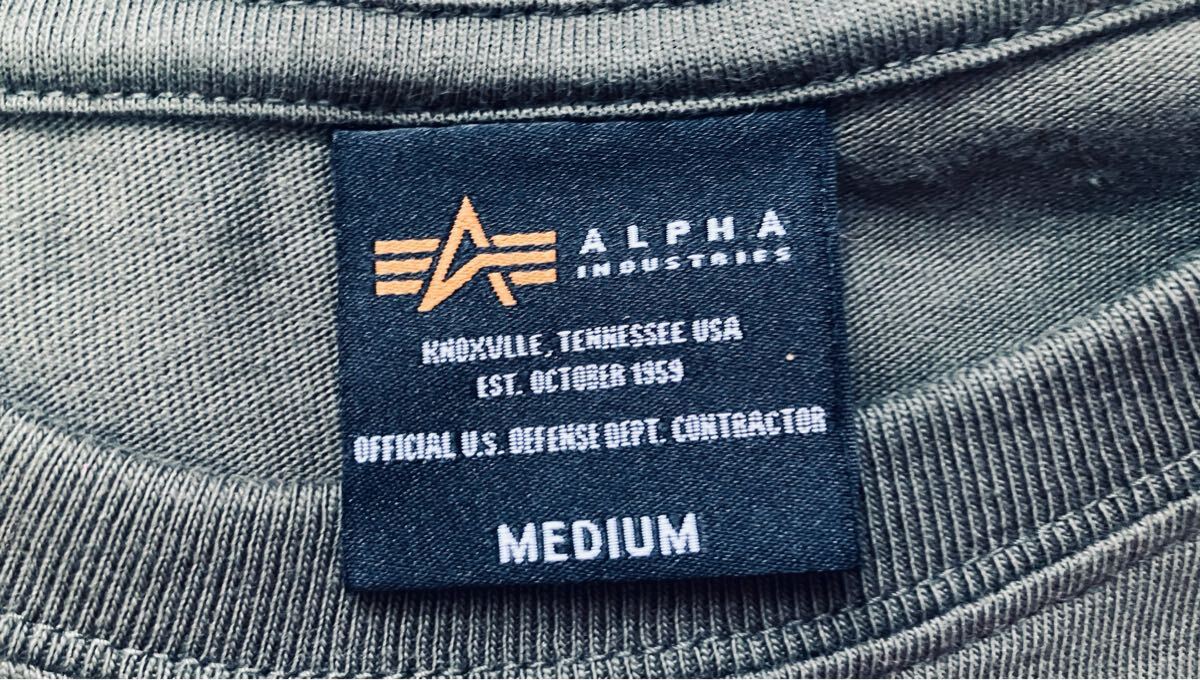 ALPHA
INDUSTRIES
KNOXVILLE, TENNESSEE USA
EST. OCTOBER 1959
OFFICIAL U.S. DEFENSE DEPT. CONTRACTOR
MEDIUM